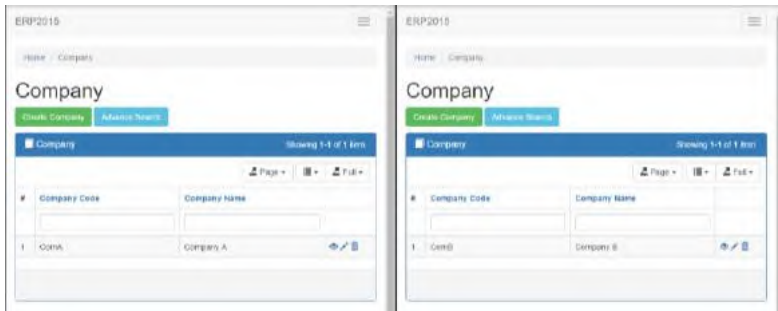 ERP2015
Home / Company
Company
Create Company
Advance Search
Company
Showing 1-1 of 1 item
Page
Full
#
Company Code
Company Name
1
ComA
Company A
ERP2015
Home / Company
Company
Create Company
Advance Search
Company
Showing 1-1 of 1 item
Page
Full
#
Company Code
Company Name
1
ComB
Company B